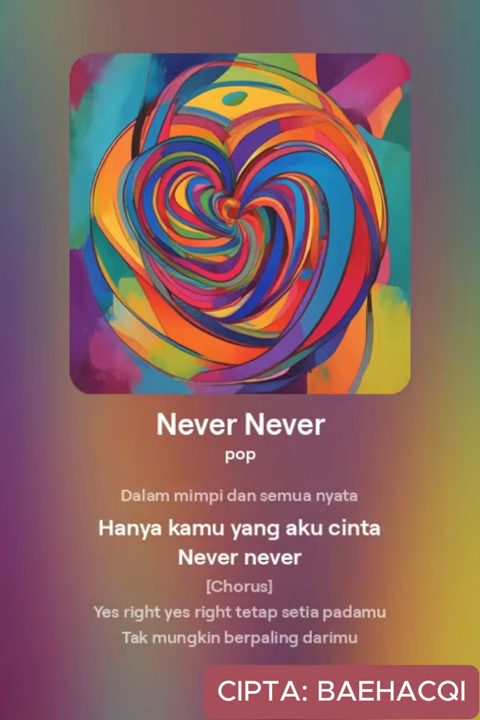 Never Never
pop
Dalam mimpi dan semua nyata
Hanya kamu yang aku cinta
Never never
[Chorus]
Yes right yes right tetap setia padamu
Tak mungkin berpaling darimu
CIPTA: BAEHACQI